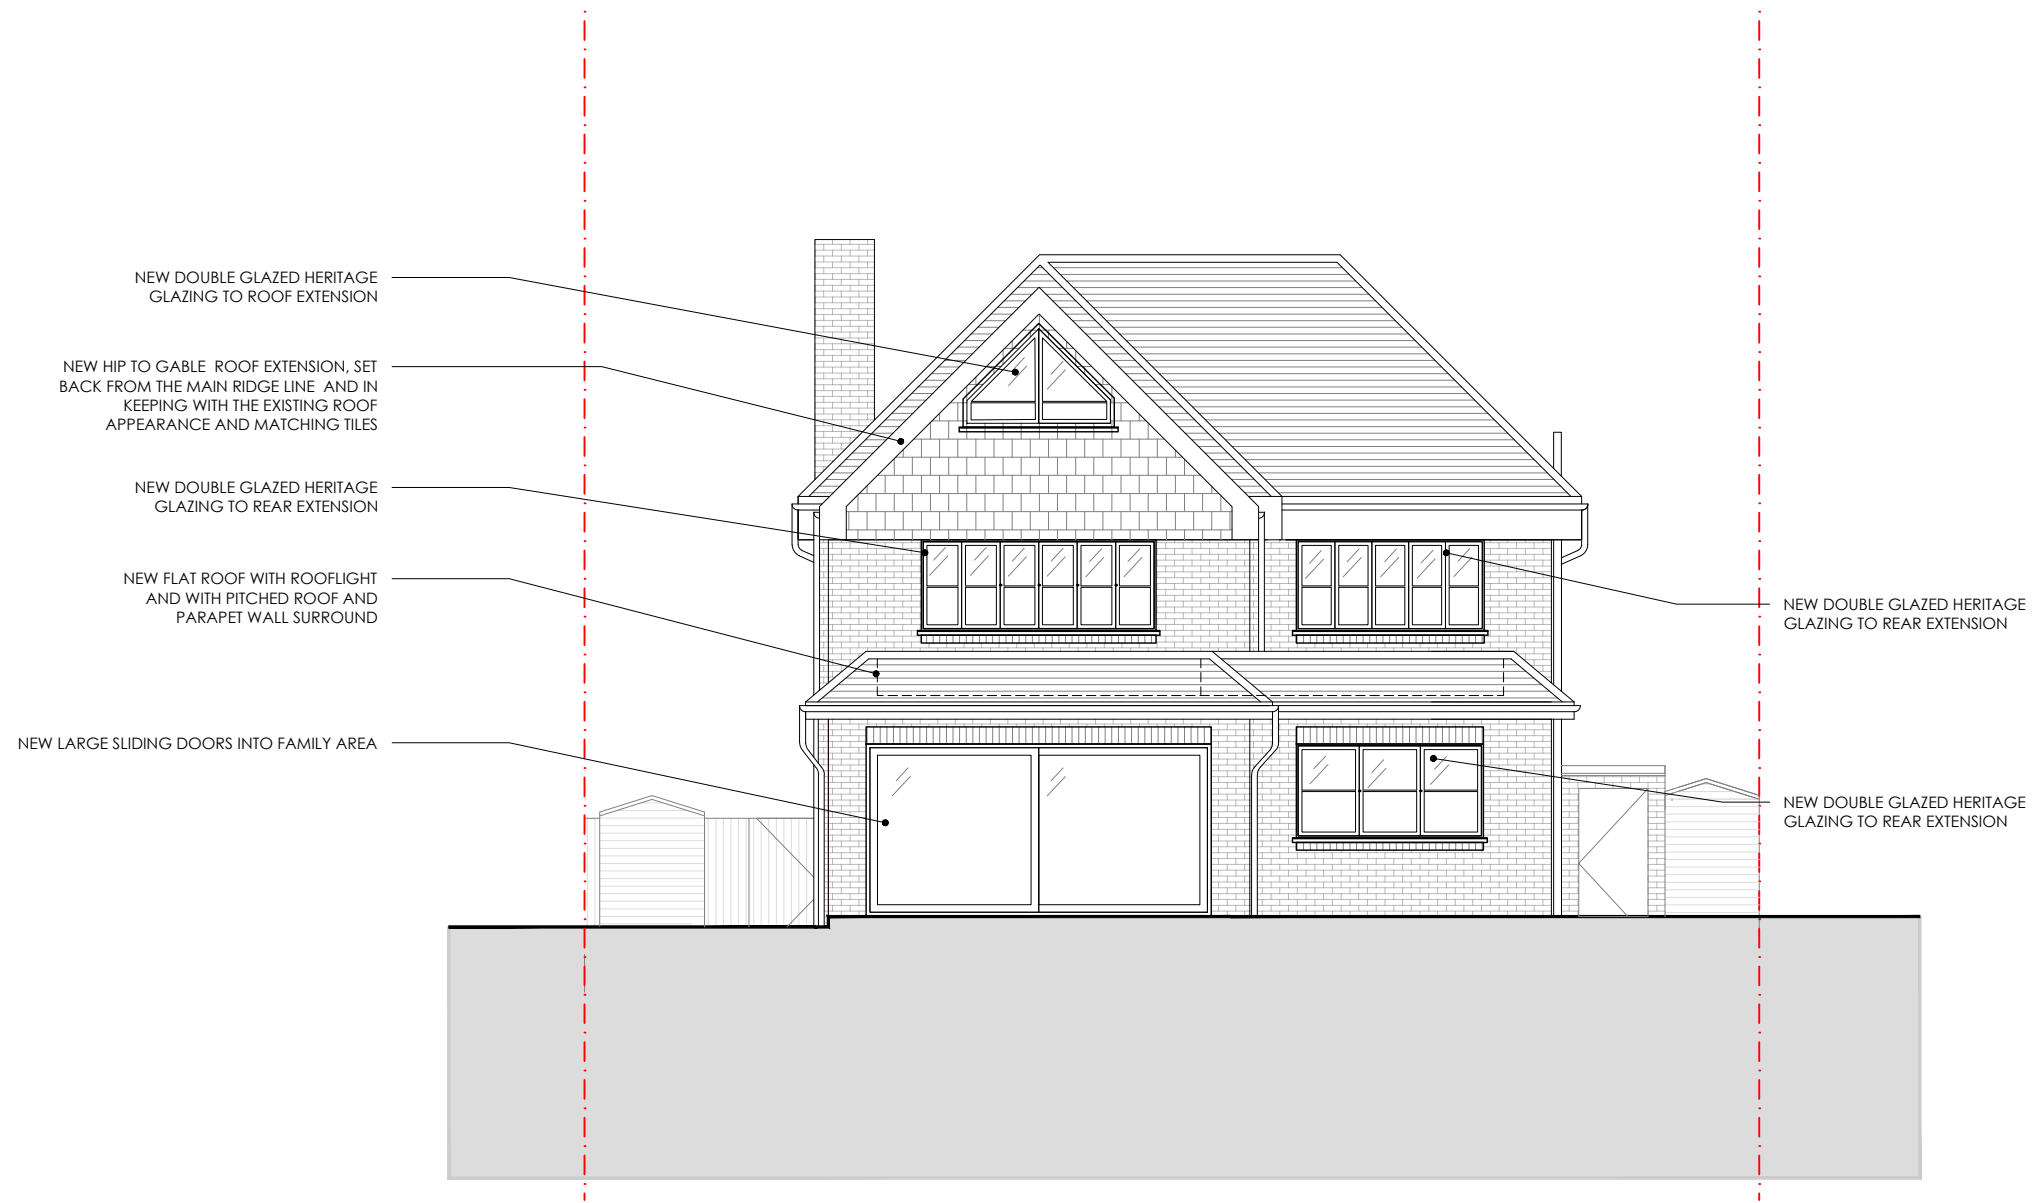 NEW DOUBLE GLAZED HERITAGE
GLAZING TO ROOF EXTENSION
NEW HIP TO GABLE ROOF EXTENSION, SET
BACK FROM THE MAIN RIDGE LINE AND IN
KEEPING WITH THE EXISTING ROOF
APPEARANCE AND MATCHING TILES
NEW DOUBLE GLAZED HERITAGE
GLAZING TO REAR EXTENSION
NEW FLAT ROOF WITH ROOFLIGHT
AND WITH PITCHED ROOF AND
PARAPET WALL SURROUND
NEW LARGE SLIDING DOORS INTO FAMILY AREA
NEW DOUBLE GLAZED HERITAGE
GLAZING TO REAR EXTENSION
NEW DOUBLE GLAZED HERITAGE
GLAZING TO REAR EXTENSION